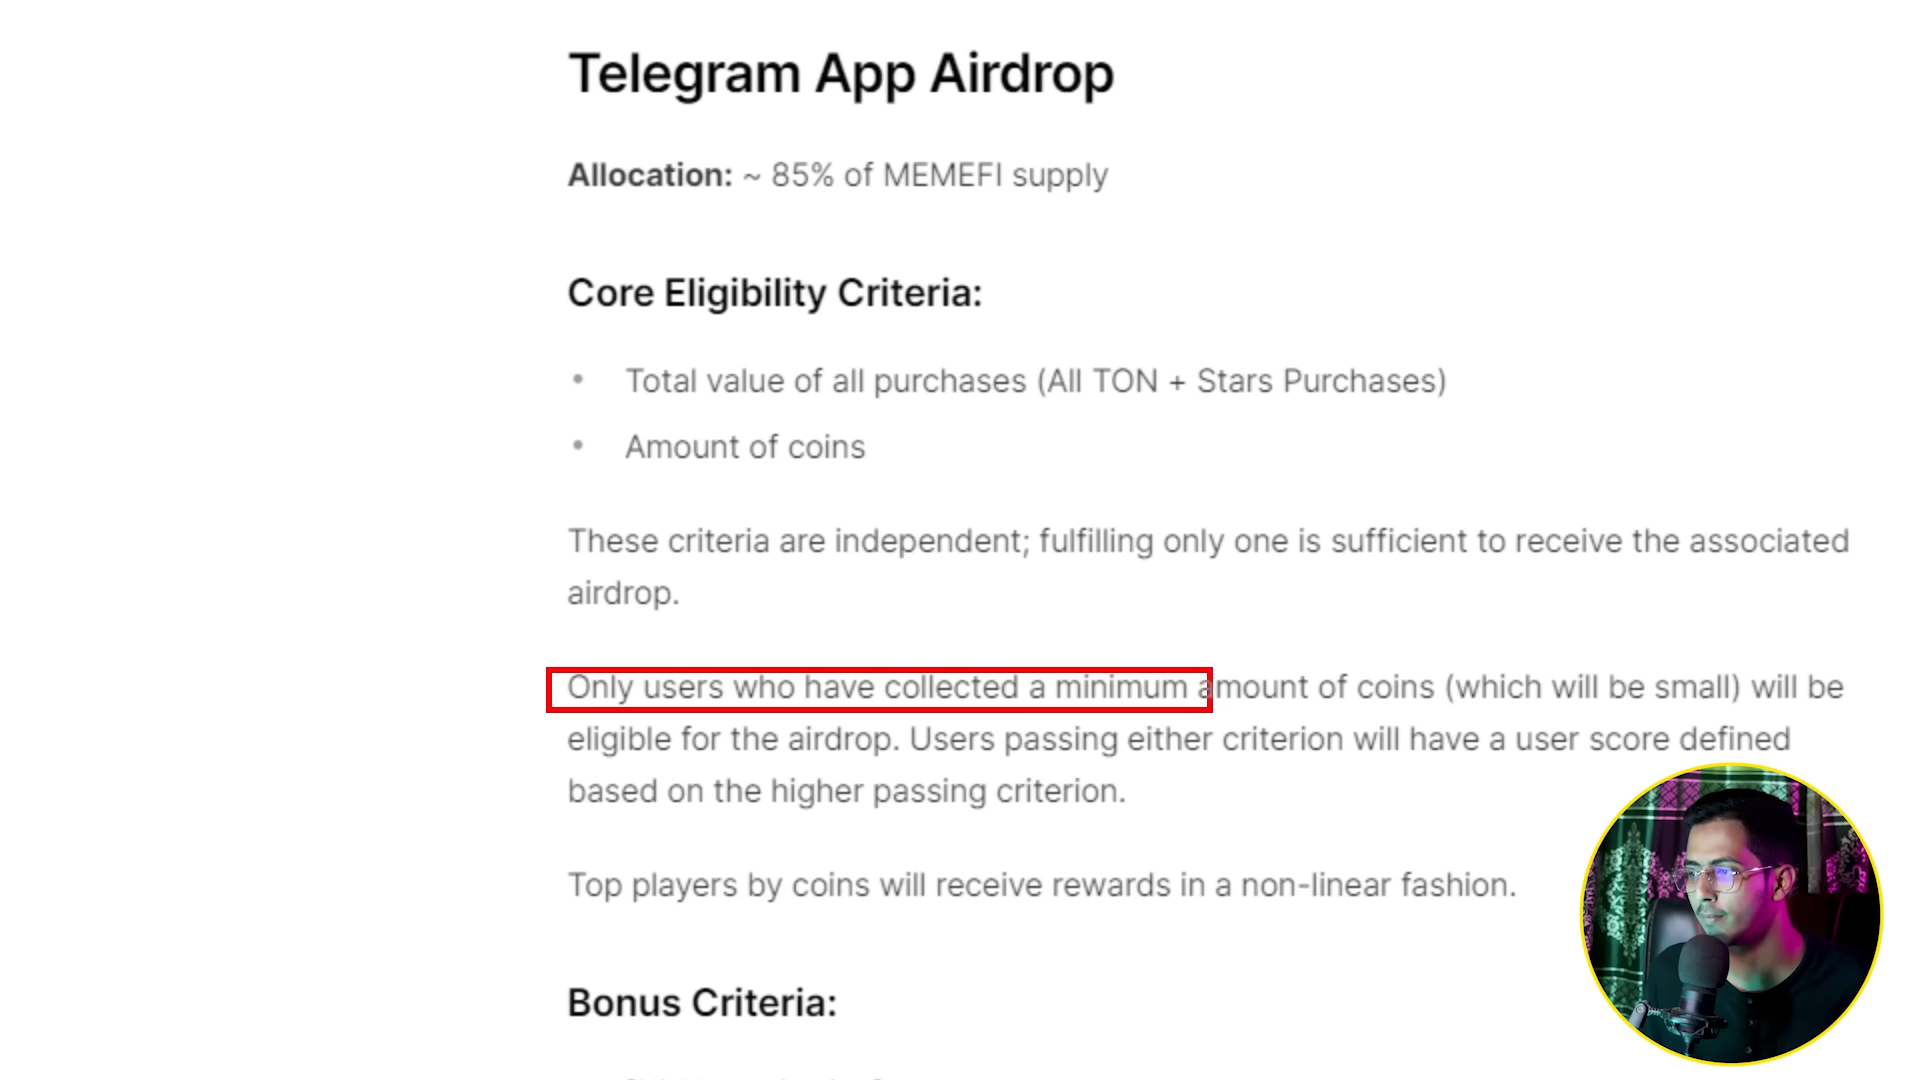 Telegram App Airdrop
Allocation: ~ 85% of MEMEFI supply
Core Eligibility Criteria:
• Total value of all purchases (All TON + Stars Purchases)
• Amount of coins
These criteria are independent; fulfilling only one is sufficient to receive the associated
airdrop.
Only users who have collected a minimum amount of coins (which will be small) will be
eligible for the airdrop. Users passing either criterion will have a user score defined
based on the higher passing criterion.
Top players by coins will receive rewards in a non-linear fashion.
Bonus Criteria: